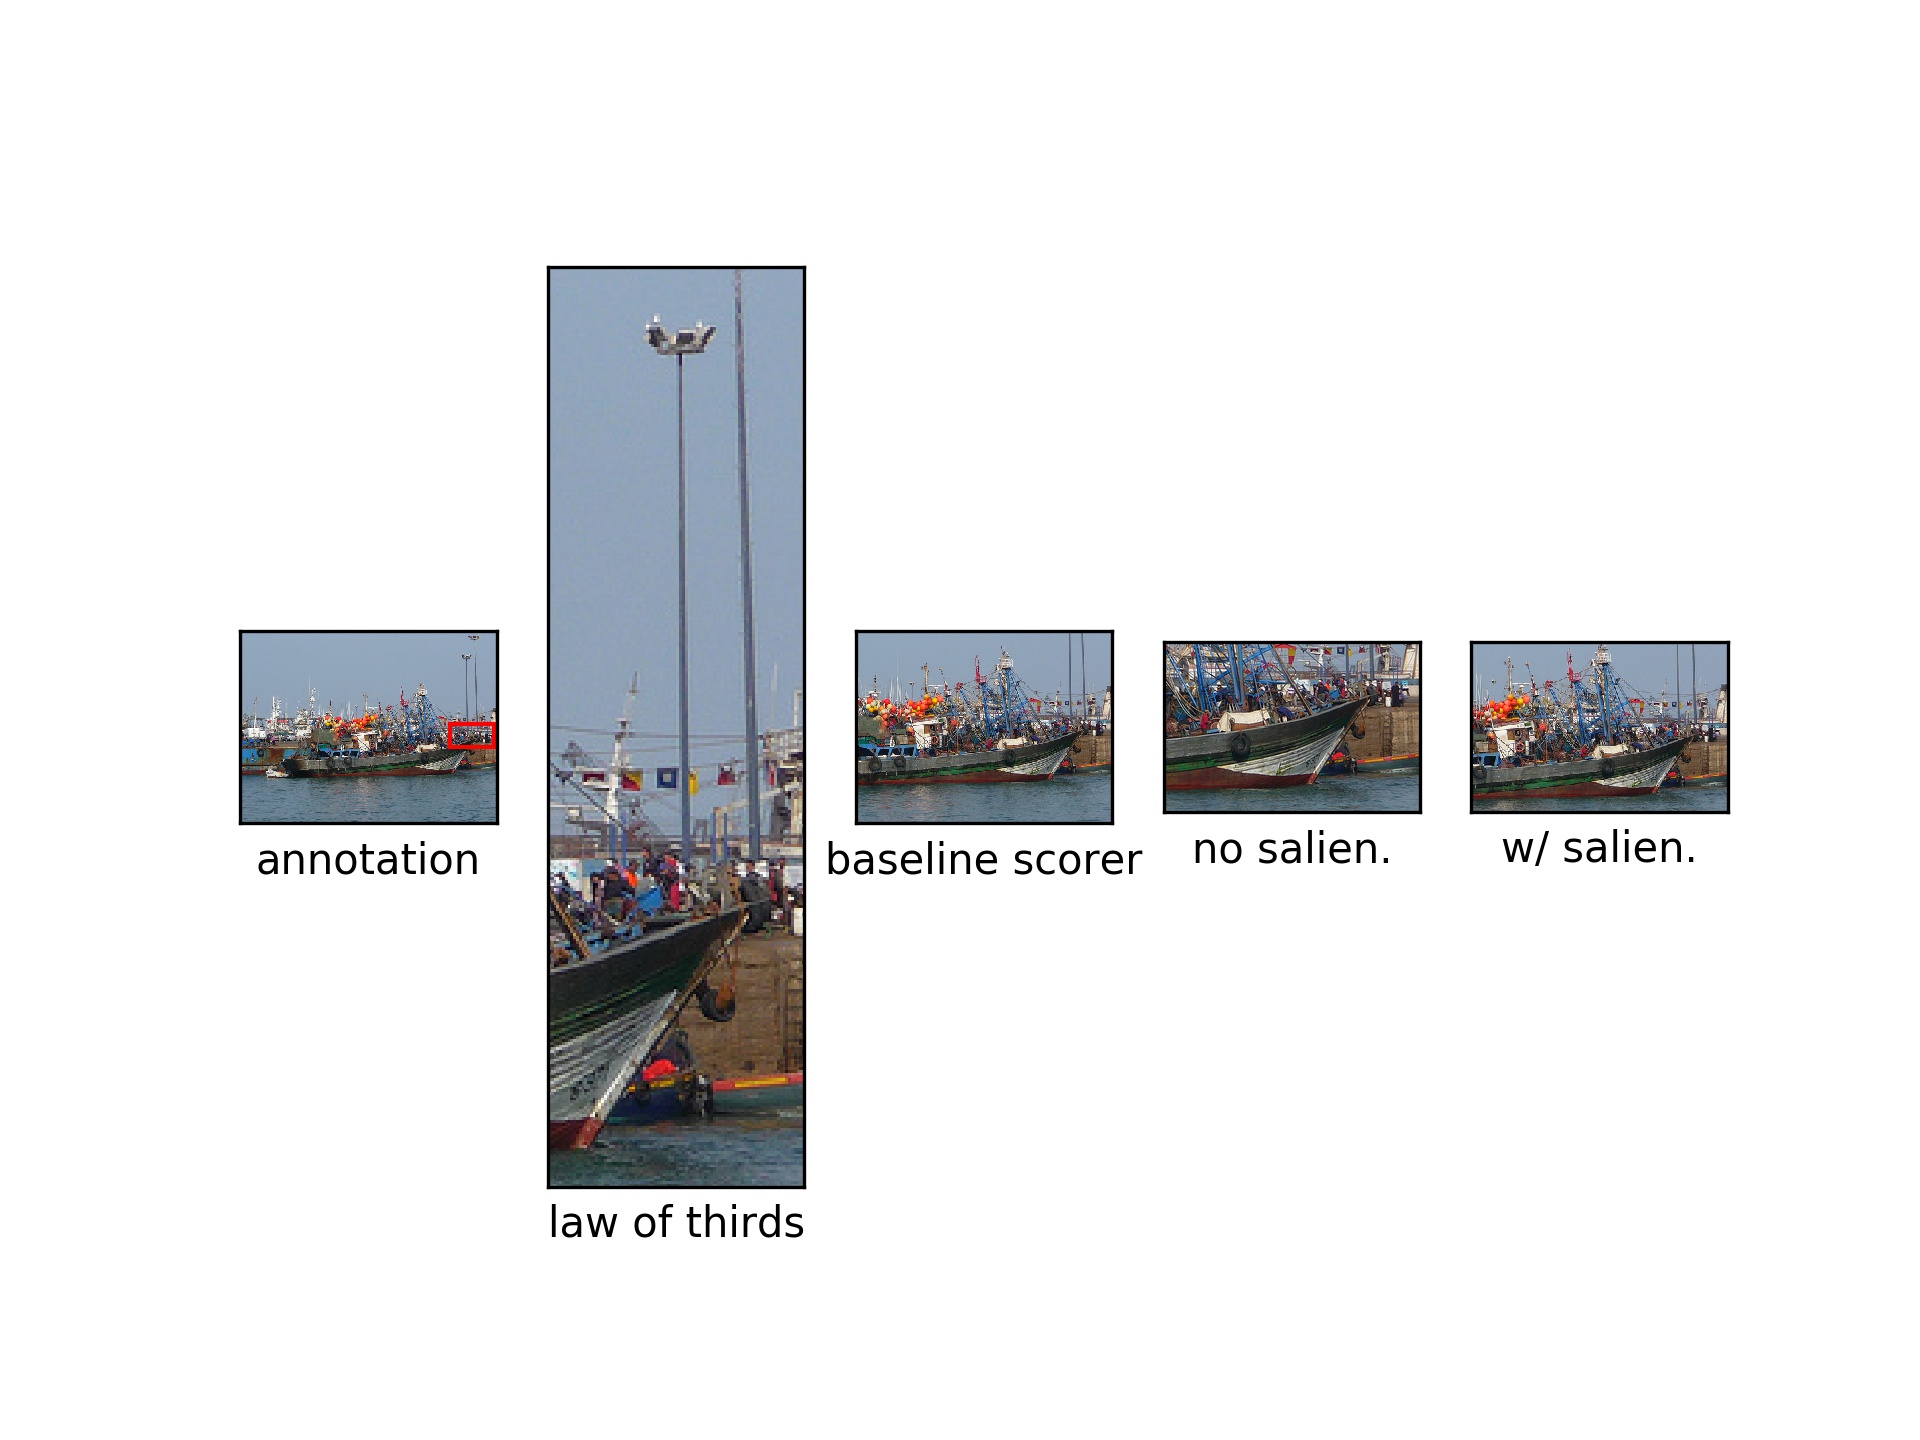 annotation
law of thirds
baseline scorer
no salien.
w/ salien.